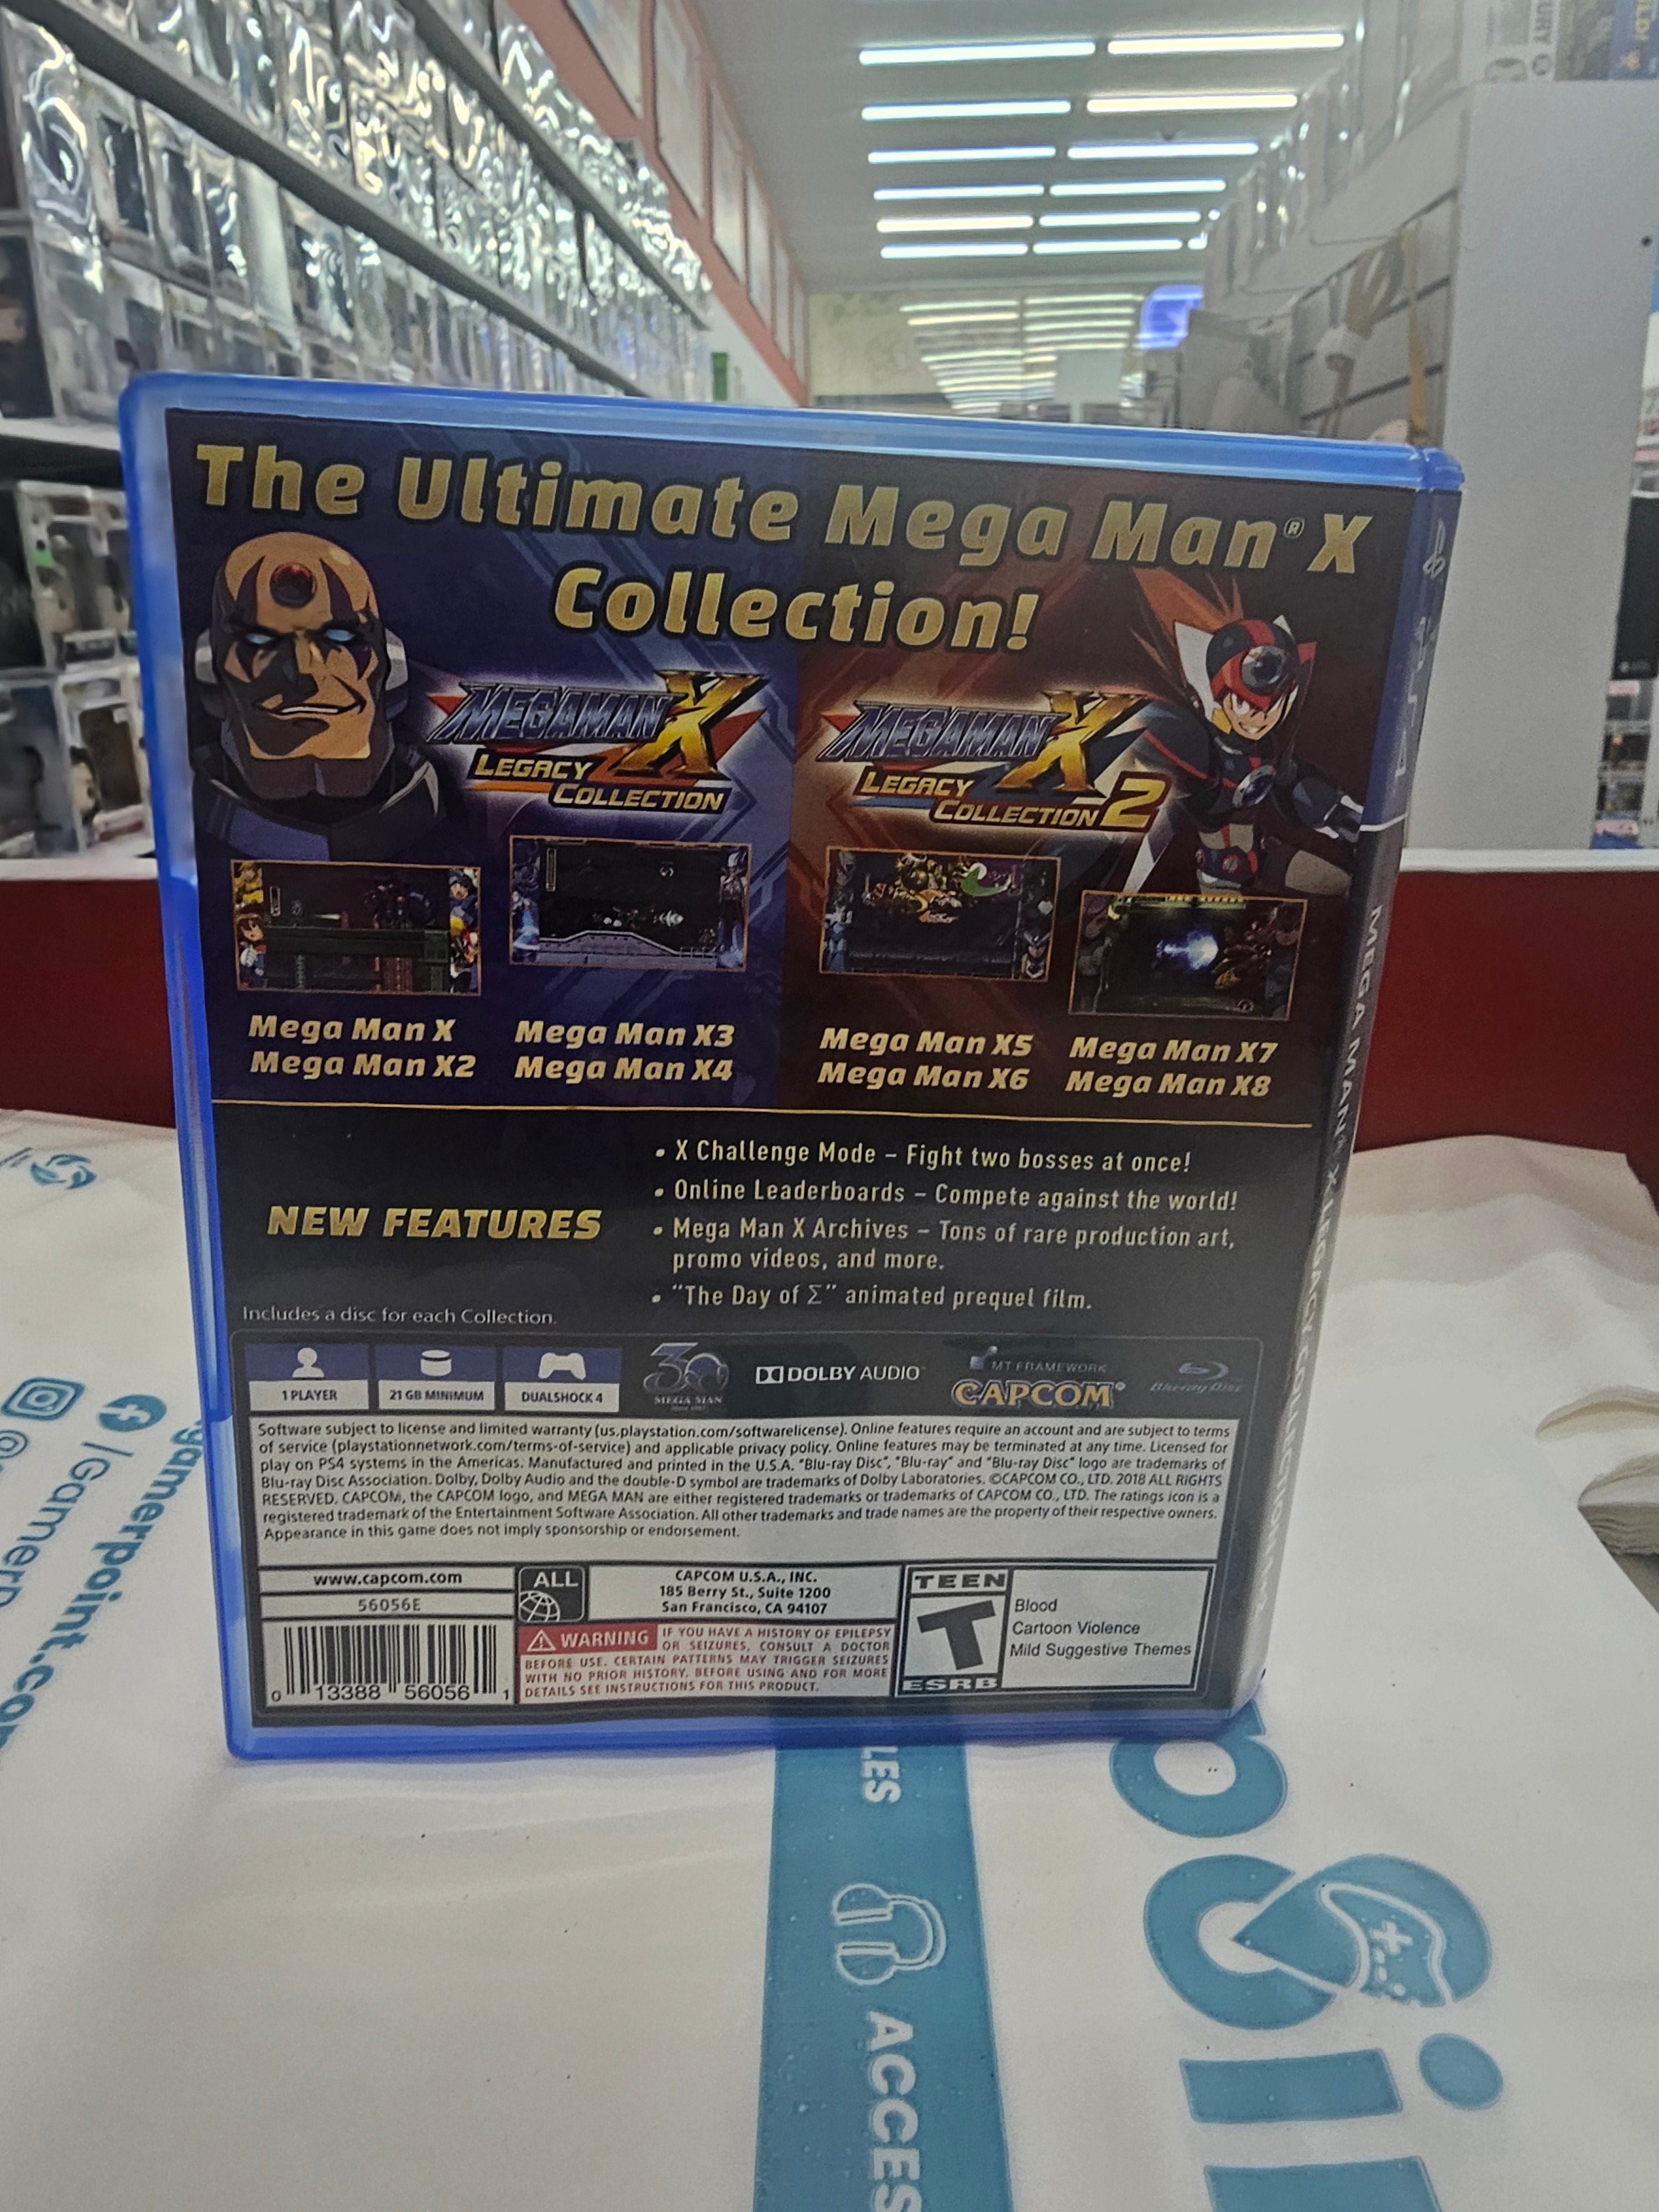 The Ultimate Mega Man® X
Collection!
MEGAMAN X
LEGACY
COLLECTION
MEGAMAN X
LEGACY
COLLECTION 2
Mega Man X
Mega Man X2
Mega Man X3
Mega Man X4
Mega Man X5
Mega Man X6
Mega Man X7
Mega Man X8
NEW FEATURES
• X Challenge Mode – Fight two bosses at once!
• Online Leaderboards – Compete against the world!
• Mega Man X Archives – Tons of rare production art,
promo videos, and more.
• "The Day of Σ" animated prequel film.
Includes a disc for each Collection.
1 PLAYER
21 GB MINIMUM
DUALSHOCK 4
30
MEGA MAN
DOLBY AUDIO
MT FRAMEWORK
CAPCOM®
Blu-ray Disc
Software subject to license and limited warranty (us.playstation.com/softwarelicense). Online features require an account and are subject to terms
of service (playstationnetwork.com/terms-of-service) and applicable privacy policy. Online features may be terminated at any time. Licensed for
play on PS4 systems in the Americas. Manufactured and printed in the U.S.A. "Blu-ray Disc", "Blu-ray" and "Blu-ray Disc" logo are trademarks of
Blu-ray Disc Association. Dolby, Dolby Audio and the double-D symbol are trademarks of Dolby Laboratories. ©CAPCOM CO., LTD. 2018 ALL RIGHTS
RESERVED. CAPCOM, the CAPCOM logo, and MEGA MAN are either registered trademarks or trademarks of CAPCOM CO., LTD. The ratings icon is a
registered trademark of the Entertainment Software Association. All other trademarks and trade names are the property of their respective owners.
Appearance in this game does not imply sponsorship or endorsement.
www.capcom.com
56056E
0 13388 56056 1
ALL
CAPCOM U.S.A., INC.
185 Berry St., Suite 1200
San Francisco, CA 94107
WARNING IF YOU HAVE A HISTORY OF EPILEPSY
OR SEIZURES, CONSULT A DOCTOR
BEFORE USE. CERTAIN PATTERNS MAY TRIGGER SEIZURES
WITH NO PRIOR HISTORY. BEFORE USING AND FOR MORE
DETAILS SEE INSTRUCTIONS FOR THIS PRODUCT.
TEEN
T
ESRB
Blood
Cartoon Violence
Mild Suggestive Themes
PS4
MEGA MAN® X LEGACY COLLECTION 1+2
gamerpoint.com
/Gamerp
LES
ACCES